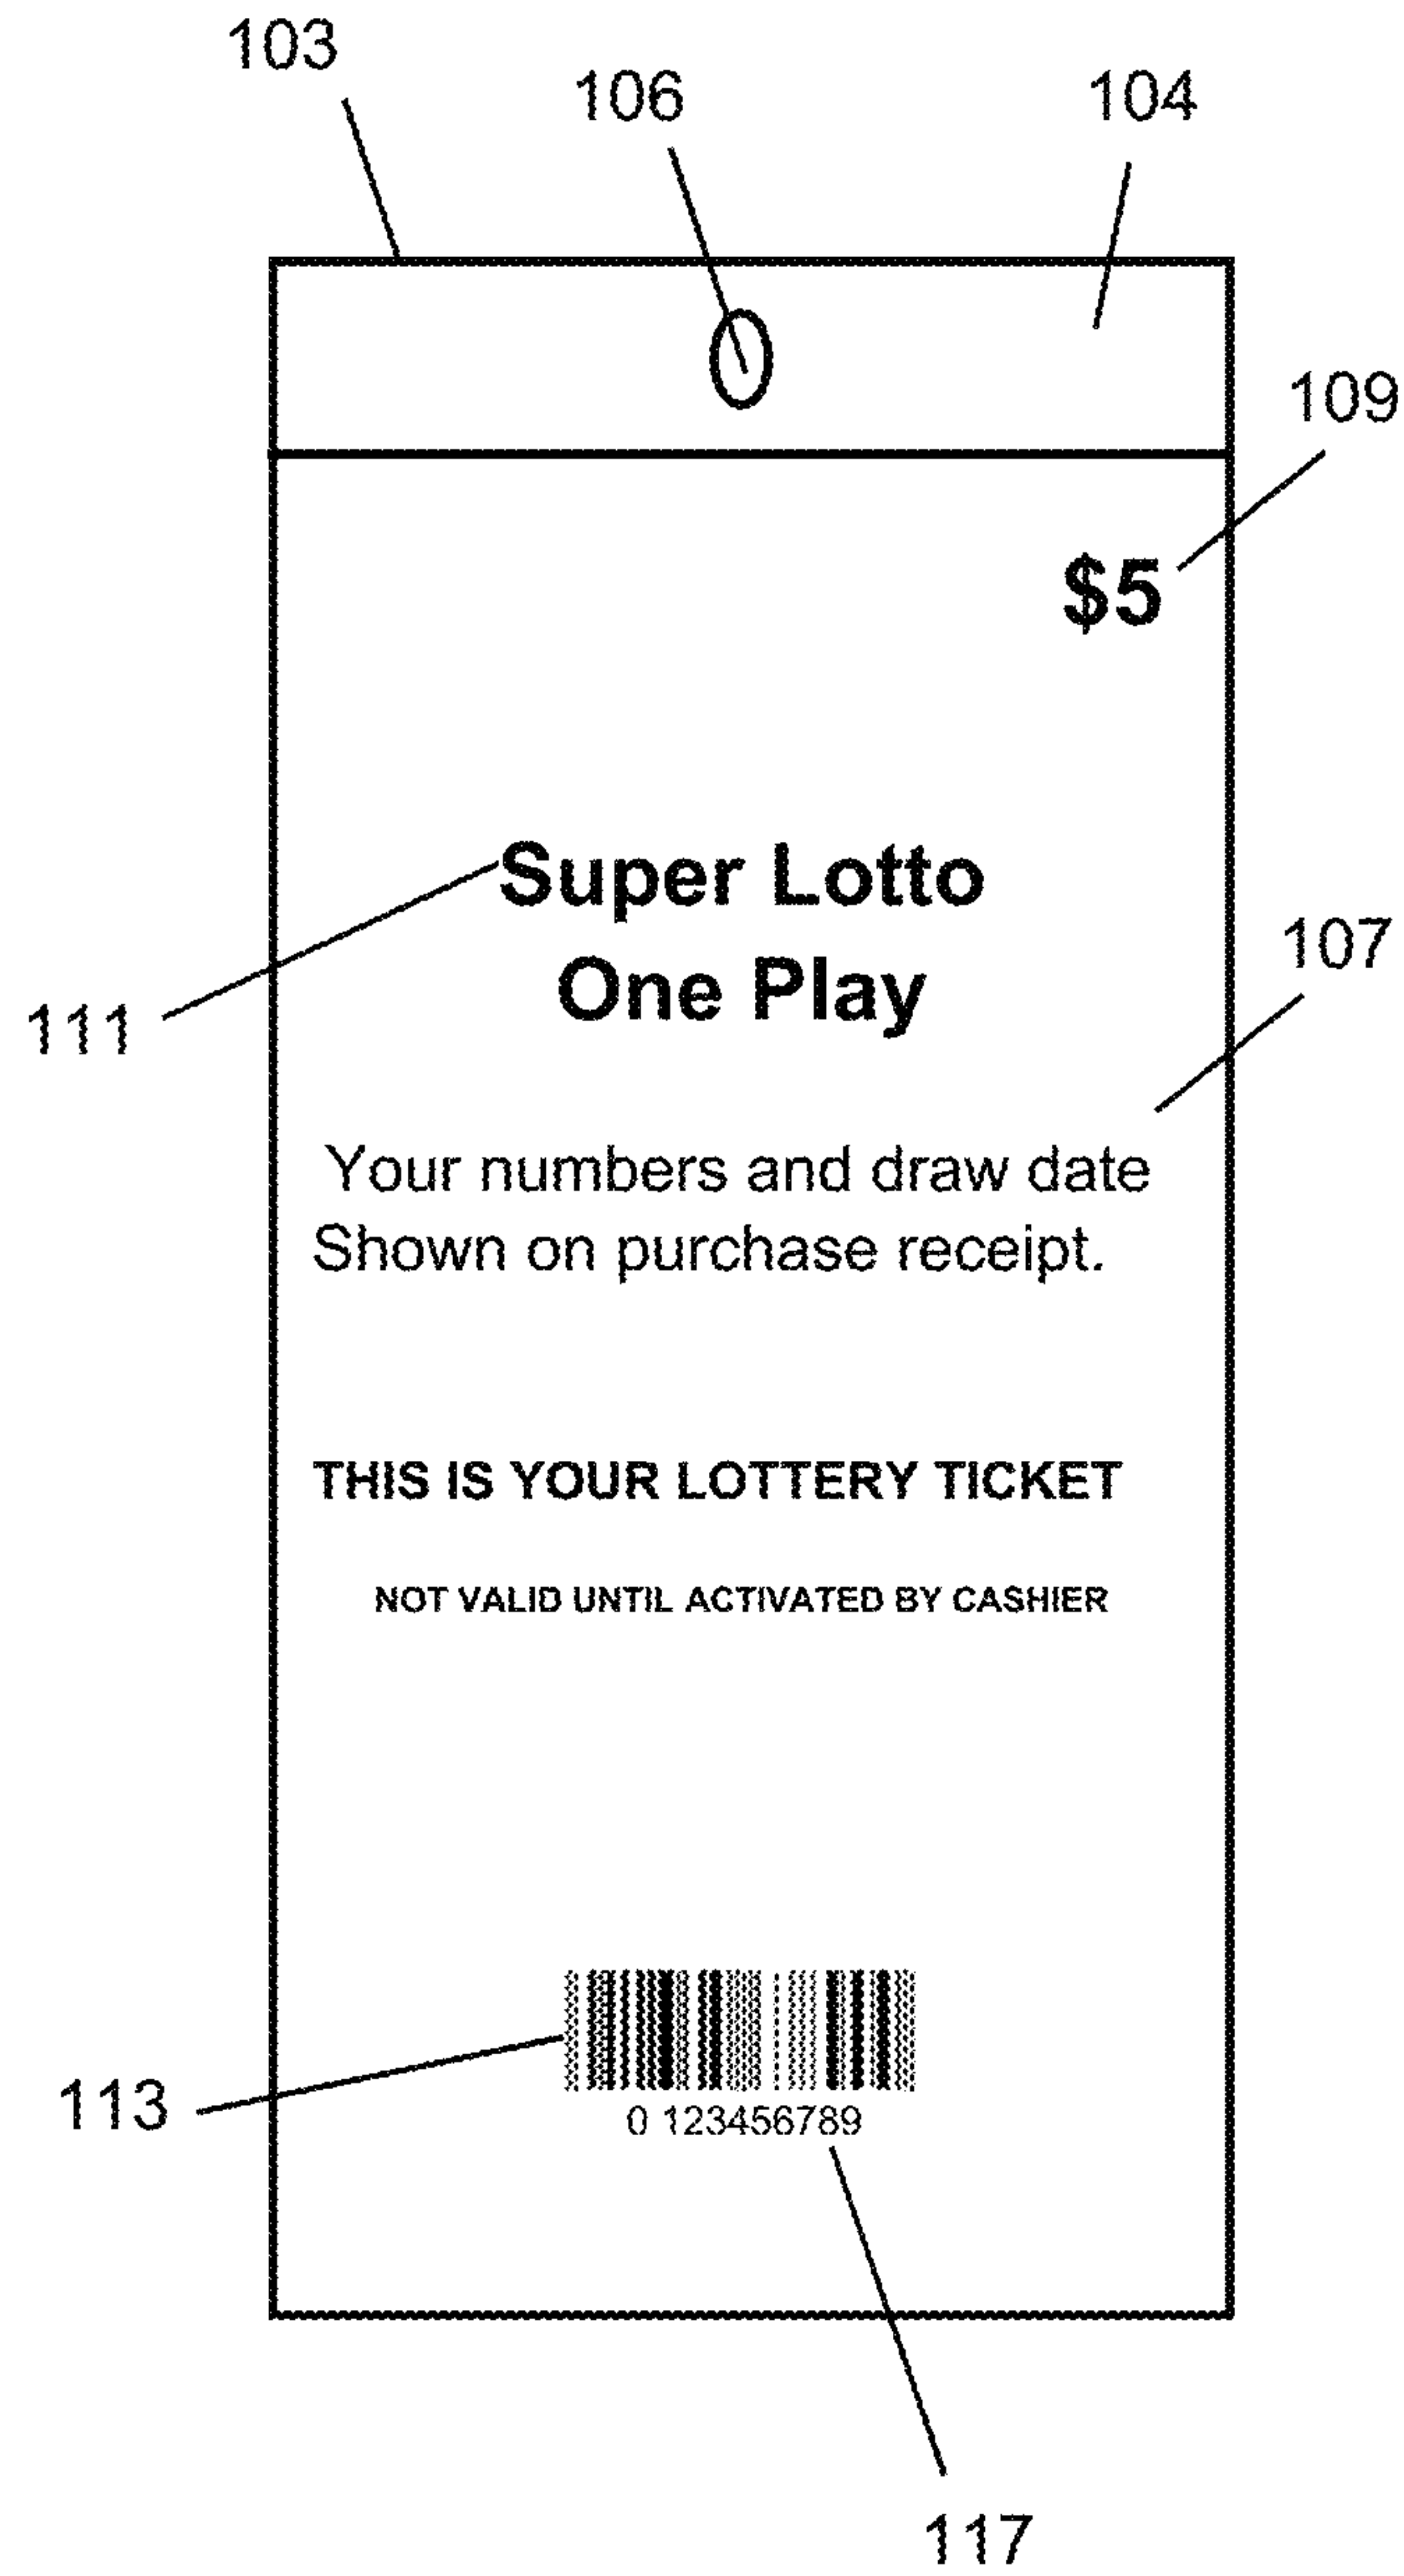 103
106
104
109
$5
Super Lotto
One Play
107
111
Your numbers and draw date
Shown on purchase receipt.
THIS IS YOUR LOTTERY TICKET
NOT VALID UNTIL ACTIVATED BY CASHIER
113
0 123456789
117